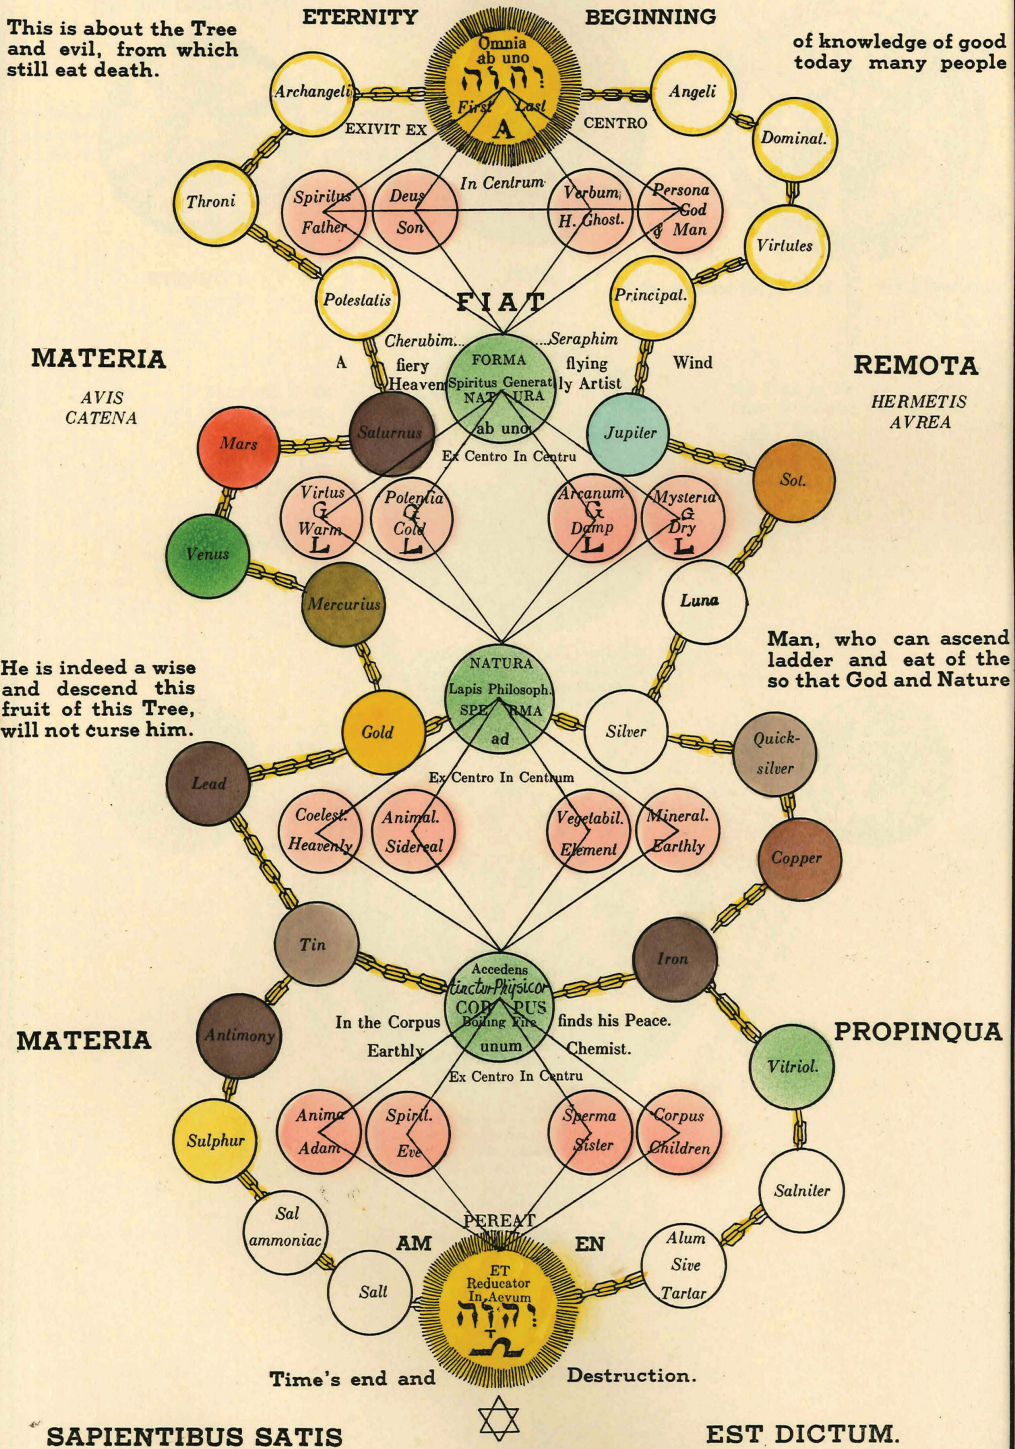 ETERNITY BEGINNING
This is about the Tree of knowledge of good
and evil, from which today many people
still eat death.
Omnia
ab uno
יהוה
First Last
A
Archangeli
Angeli
EXIVIT EX CENTRO
Dominat.
Throni
In Centrum
Spiritus
Father
Deus
Son
Verbum
H. Ghost.
Persona
God
& Man
Virtutes
Potestatis
Principal.
FIAT
Cherubim... ...Seraphim
A fiery flying Wind
Heavenly Artist
MATERIA REMOTA
AVIS HERMETIS
CATENA AVREA
FORMA
Spiritus Generat
NATURA
ab uno
Ex Centro In Centru
Mars
Saturnus
Jupiter
Sol.
Virtus
G
Warm
L
Potentia
G
Cold
L
Arcanum
G
Damp
L
Mysteria
G
Dry
L
Venus
Mercurius
Luna
He is indeed a wise Man, who can ascend
and descend this ladder and eat of the
fruit of this Tree, so that God and Nature
will not curse him.
NATURA
Lapis Philosoph.
SPERMA
ad
Ex Centro In Centrum
Gold
Silver
Lead
Quick-
silver
Coelest.
Heavenly
Animal.
Sidereal
Vegetabil.
Element
Mineral.
Earthly
Copper
Tin
Iron
Accedens
tinctur Physicor
CORPUS
Boiling Fire
unum
In the Corpus finds his Peace.
Earthly Chemist.
Ex Centro In Centru
MATERIA PROPINQUA
Antimony
Vitriol.
Sulphur
Anima
Adam
Spirit.
Eve
Sperma
Sister
Corpus
Children
Salniter
Sal
ammoniac
PEREAT
AMEN
Alum
Sive
Tartar
Salt
ET
Reducator
In Aevum
יהוה
T
Ω
Time's end and Destruction.
SAPIENTIBUS SATIS EST DICTUM.